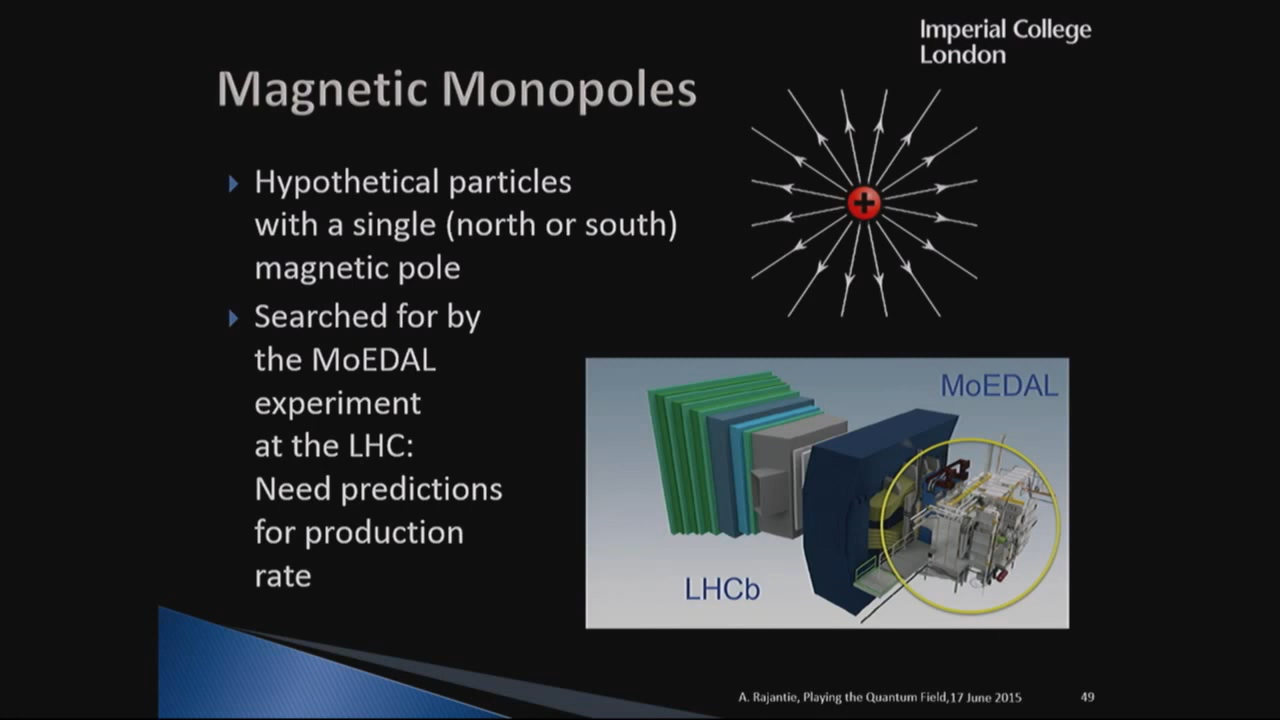 Imperial College
London
Magnetic Monopoles
Hypothetical particles
with a single (north or south)
magnetic pole
Searched for by
the MoEDAL
experiment
at the LHC:
Need predictions
for production
rate
+
MoEDAL
LHCb
A. Rajantie, Playing the Quantum Field,17 June 2015
49